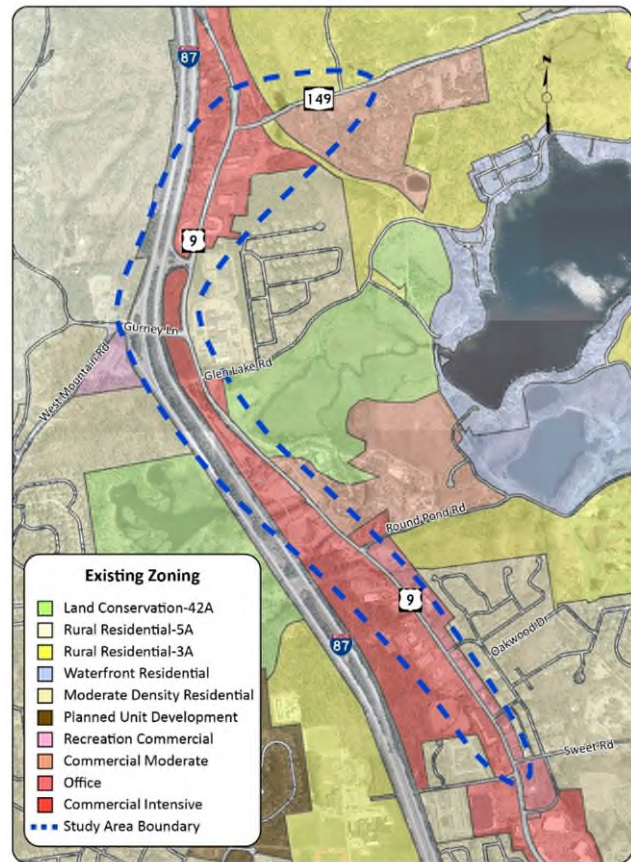 87
149
N
9
Gurney Ln
West Mountain Rd
Glen Lake Rd
Round Pond Rd
9
Oakwood Dr
87
Sweet Rd
Existing Zoning
Land Conservation-42A
Rural Residential-5A
Rural Residential-3A
Waterfront Residential
Moderate Density Residential
Planned Unit Development
Recreation Commercial
Commercial Moderate
Office
Commercial Intensive
Study Area Boundary